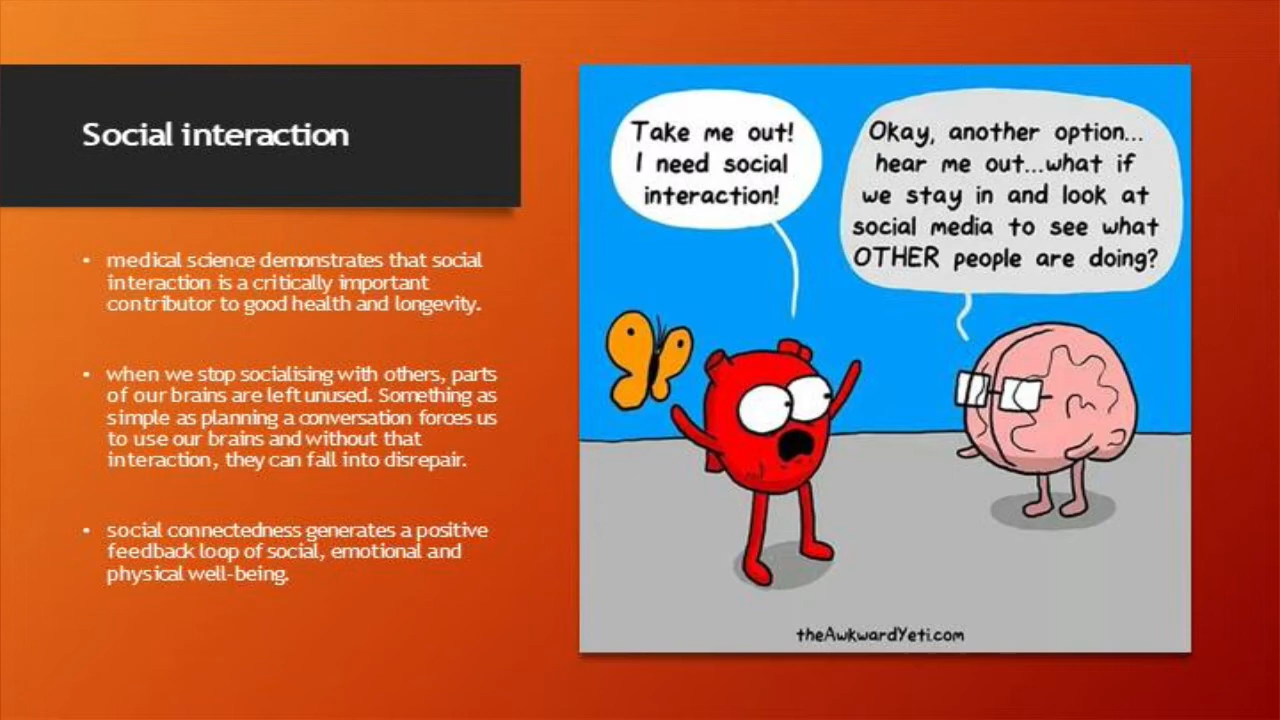 Social interaction
• medical science demonstrates that social
interaction is a critically important
contributor to good health and longevity.
• when we stop socialising with others, parts
of our brains are left unused. Something as
simple as planning a conversation forces us
to use our brains and without that
interaction, they can fall into disrepair.
• social connectedness generates a positive
feedback loop of social, emotional and
physical well-being.
Take me out!
I need social
interaction!
Okay, another option...
hear me out...what if
we stay in and look at
social media to see what
OTHER people are doing?
theAwkwardYeti.com